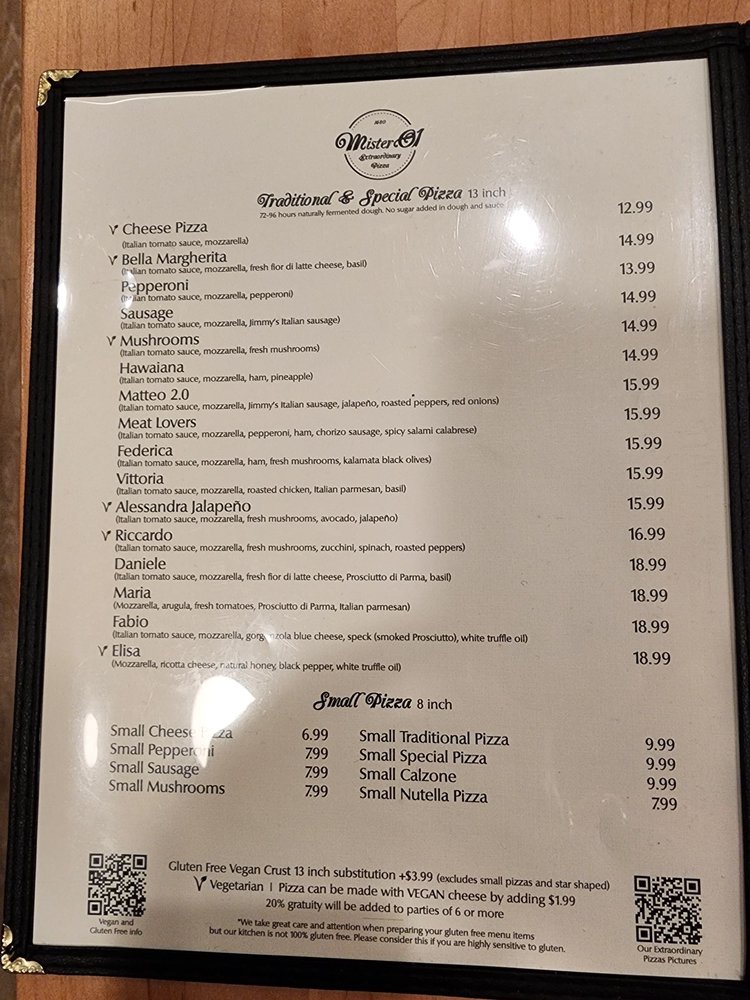 Mister O1
Extraordinary
Pizza
Traditional & Special Pizza 13 inch
72-96 hours naturally fermented dough. No sugar added in dough and sauce
V Cheese Pizza 12.99
(Italian tomato sauce, mozzarella)
V Bella Margherita 14.99
(Italian tomato sauce, mozzarella, fresh fior di latte cheese, basil)
Pepperoni 13.99
(Italian tomato sauce, mozzarella, pepperoni)
Sausage 14.99
(Italian tomato sauce, mozzarella, Jimmy's Italian sausage)
V Mushrooms 14.99
(Italian tomato sauce, mozzarella, fresh mushrooms)
Hawaiana 14.99
(Italian tomato sauce, mozzarella, ham, pineapple)
Matteo 2.0 15.99
(Italian tomato sauce, mozzarella, Jimmy's Italian sausage, jalapeño, roasted peppers, red onions)
Meat Lovers 15.99
(Italian tomato sauce, mozzarella, pepperoni, ham, chorizo sausage, spicy salami calabrese)
Federica 15.99
(Italian tomato sauce, mozzarella, ham, fresh mushrooms, kalamata black olives)
Vittoria 15.99
(Italian tomato sauce, mozzarella, roasted chicken, Italian parmesan, basil)
V Alessandra Jalapeño 15.99
(Italian tomato sauce, mozzarella, fresh mushrooms, avocado, jalapeño)
V Riccardo 16.99
(Italian tomato sauce, mozzarella, fresh mushrooms, zucchini, spinach, roasted peppers)
Daniele 18.99
(Italian tomato sauce, mozzarella, fresh fior di latte cheese, Prosciutto di Parma, basil)
Maria 18.99
(Mozzarella, arugula, fresh tomatoes, Prosciutto di Parma, Italian parmesan)
Fabio 18.99
(Italian tomato sauce, mozzarella, gorgonzola blue cheese, speck (smoked Prosciutto), white truffle oil)
V Elisa 18.99
(Mozzarella, ricotta cheese, natural honey, black pepper, white truffle oil)
Small Pizza 8 inch
Small Cheese Pizza 6.99
Small Pepperoni 7.99
Small Sausage 7.99
Small Mushrooms 7.99
Small Traditional Pizza 9.99
Small Special Pizza 9.99
Small Calzone 9.99
Small Nutella Pizza 7.99
Gluten Free Vegan Crust 13 inch substitution +$3.99 (excludes small pizzas and star shaped)
V Vegetarian | Pizza can be made with VEGAN cheese by adding $1.99
20% gratuity will be added to parties of 6 or more
"We take great care and attention when preparing your gluten free menu items
but our kitchen is not 100% gluten free. Please consider this if you are highly sensitive to gluten.
Vegan and
Gluten Free info
Our Extraordinary
Pizzas Pictures